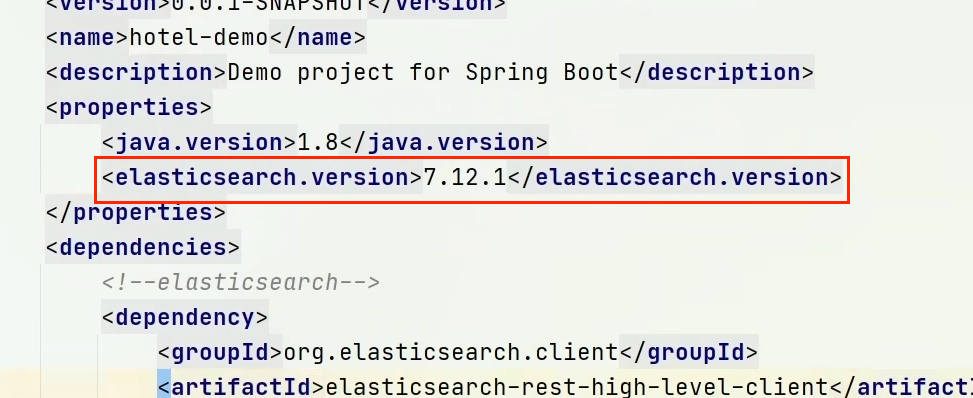 <version>0.0.1-SNAPSHOT</version>
<name>hotel-demo</name>
<description>Demo project for Spring Boot</description>
<properties>
<java.version>1.8</java.version>
<elasticsearch.version>7.12.1</elasticsearch.version>
</properties>
<dependencies>
<!--elasticsearch-->
<dependency>
<groupId>org.elasticsearch.client</groupId>
<artifactId>elasticsearch-rest-high-level-client</artifactI